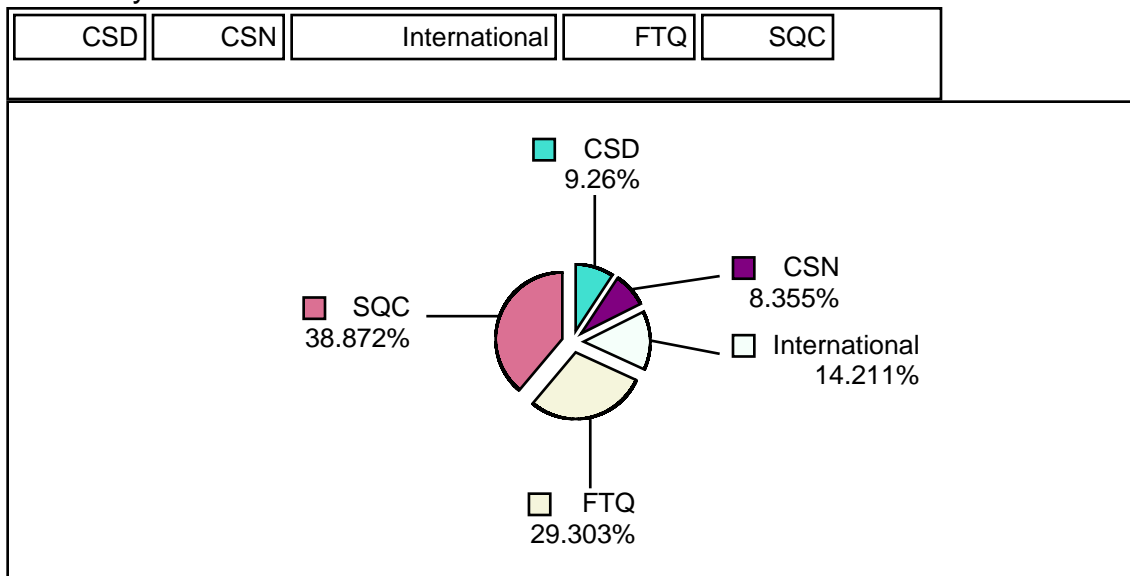 CSD CSN International FTQ SQC
CSD
9.26%
CSN
8.355%
SQC
38.872%
International
14.211%
FTQ
29.303%